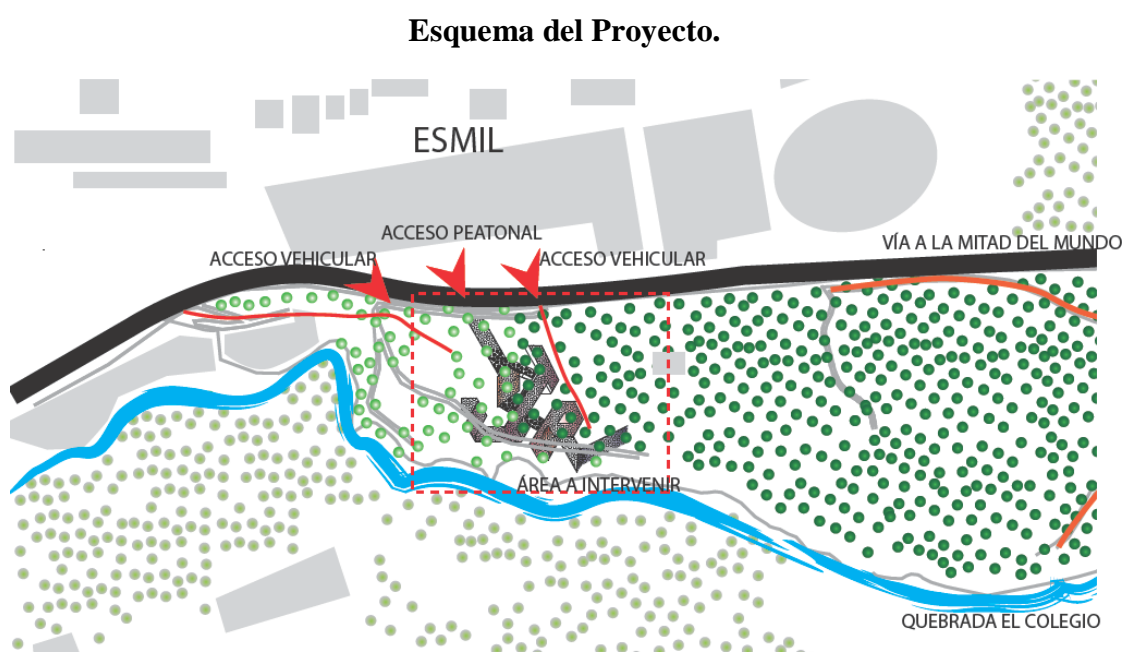 Esquema del Proyecto.
ESMIL
ACCESO PEATONAL
ACCESO VEHICULAR
ACCESO VEHICULAR
VÍA A LA MITAD DEL MUNDO
ÁREA A INTERVENIR
QUEBRADA EL COLEGIO